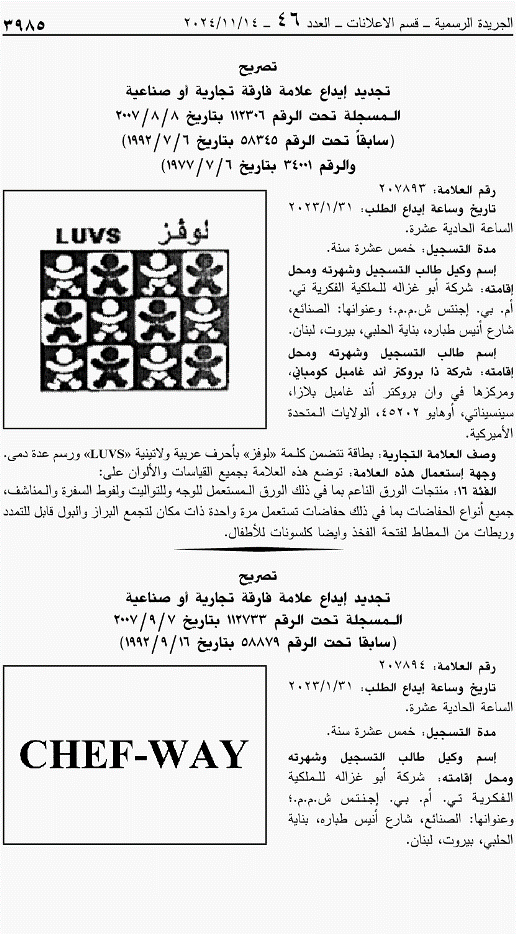 الجريدة الرسمية ــ قسم الاعلانات ــ العدد ٤٦ ــ ٢٠٢٤/١١/١٤
٣٩٨٥
تصريح
تجديد إيداع علامة فارقة تجارية أو صناعية
المسجلة تحت الرقم ١١٢٣٠٦ بتاريخ ٢٠٠٧/٨/٨
(سابقاً تحت الرقم ٥٨٣٤٥ بتاريخ ١٩٩٢/٧/٦)
والرقم ٣٤٠٠١ بتاريخ ١٩٧٧/٧/٦)
LUVS لوفز
رقم العلامة: ٢٠٧٨٩٣
تاريخ وساعة إيداع الطلب: ٢٠٢٣/١/٣١
الساعة الحادية عشرة.
مدة التسجيل: خمس عشرة سنة.
إسم وكيل طالب التسجيل وشهرته ومحل
إقامته: شركة أبو غزاله للملكية الفكرية تي.
أم. بي. إجنتس ش.م.م.؛ وعنوانها: الصنائع،
شارع أنيس طباره، بناية الحلبي، بيروت، لبنان.
إسم طالب التسجيل وشهرته ومحل
إقامته: شركة ذا بروكتر اند غامبل كومباني،
ومركزها في وان بروكتر أند غامبل بلازا،
سينسيناتي، أوهايو ٤٥٢٠٢، الولايات المتحدة
الأميركية.
وصف العلامة التجارية: بطاقة تتضمن كلمة «لوفز» بأحرف عربية ولاتينية «LUVS» ورسم عدة دمى.
وجهة إستعمال هذه العلامة: توضع هذه العلامة بجميع القياسات والألوان على:
الفئة ١٦: منتجات الورق الناعم بما في ذلك الورق المستعمل للوجه وللتواليت ولفوط السفرة والمناشف،
جميع أنواع الحفاضات بما في ذلك حفاضات تستعمل مرة واحدة ذات مكان لتجمع البراز والبول قابل للتمدد
وربطات من المطاط لفتحة الفخذ وايضا كلسونات للأطفال.
تصريح
تجديد إيداع علامة فارقة تجارية أو صناعية
المسجلة تحت الرقم ١١٢٧٣٣ بتاريخ ٢٠٠٧/٩/٧
(سابقا تحت الرقم ٥٨٨٧٩ بتاريخ ١٩٩٢/٩/١٦)
CHEF-WAY
رقم العلامة: ٢٠٧٨٩٤
تاريخ وساعة إيداع الطلب: ٢٠٢٣/١/٣١
الساعة الحادية عشرة.
مدة التسجيل: خمس عشرة سنة.
إسم وكيل طالب التسجيل وشهرته
ومحل إقامته: شركة أبو غزاله للملكية
الفكرية تي. أم. بي. إجنتس ش.م.م.؛
وعنوانها: الصنائع، شارع أنيس طباره، بناية
الحلبي، بيروت، لبنان.